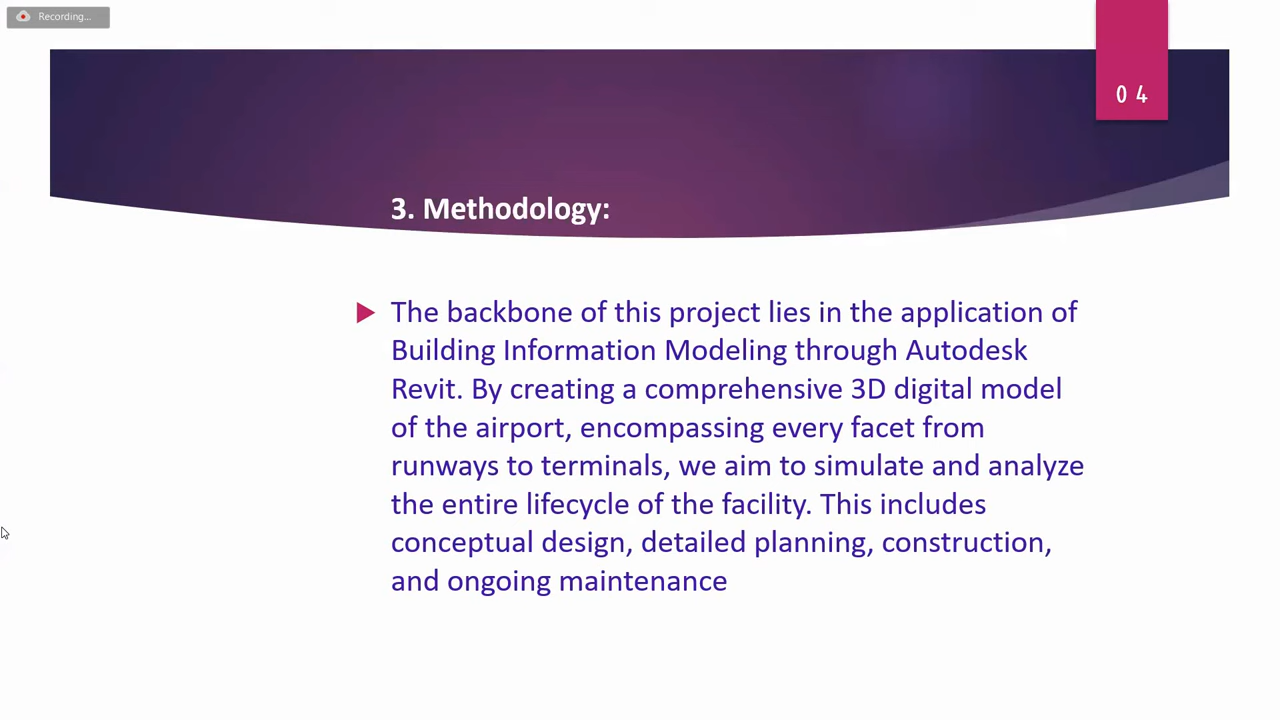 Recording...
04
3. Methodology:
The backbone of this project lies in the application of
Building Information Modeling through Autodesk
Revit. By creating a comprehensive 3D digital model
of the airport, encompassing every facet from
runways to terminals, we aim to simulate and analyze
the entire lifecycle of the facility. This includes
conceptual design, detailed planning, construction,
and ongoing maintenance